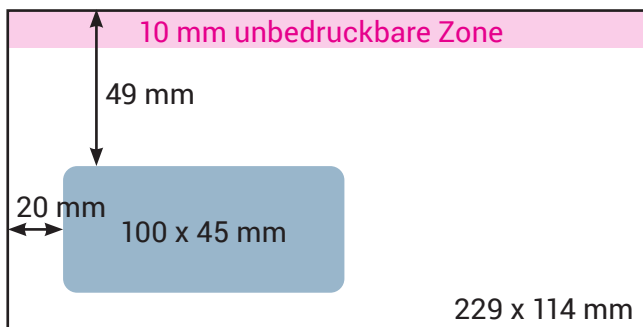 10 mm unbedruckbare Zone
49 mm
20 mm
100 x 45 mm
229 x 114 mm